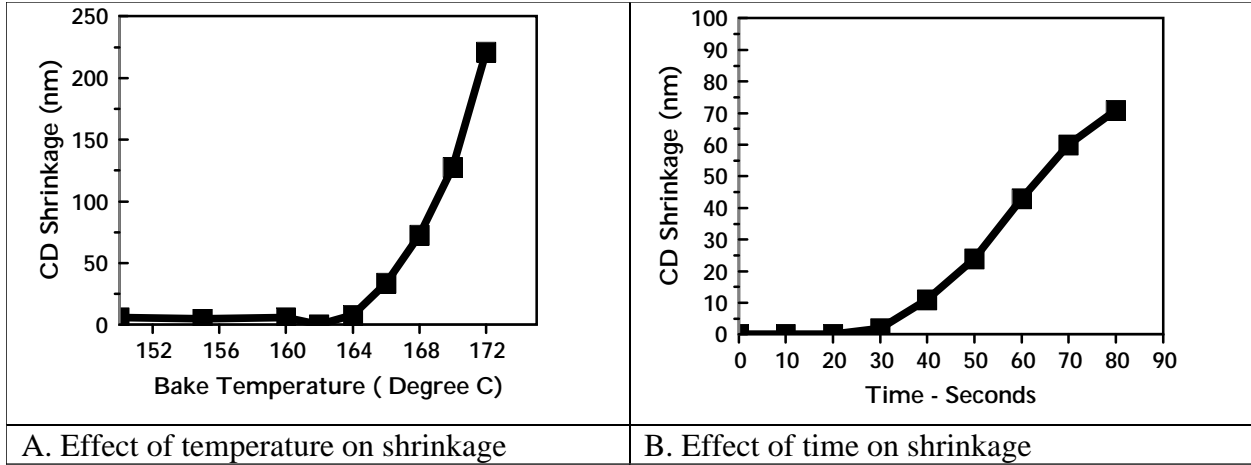 250
200
150
100
50
0
CD Shrinkage (nm)
152 156 160 164 168 172
Bake Temperature ( Degree C)
100
90
80
70
60
50
40
30
20
10
0
CD Shrinkage (nm)
0 10 20 30 40 50 60 70 80 90
Time - Seconds
A. Effect of temperature on shrinkage
B. Effect of time on shrinkage